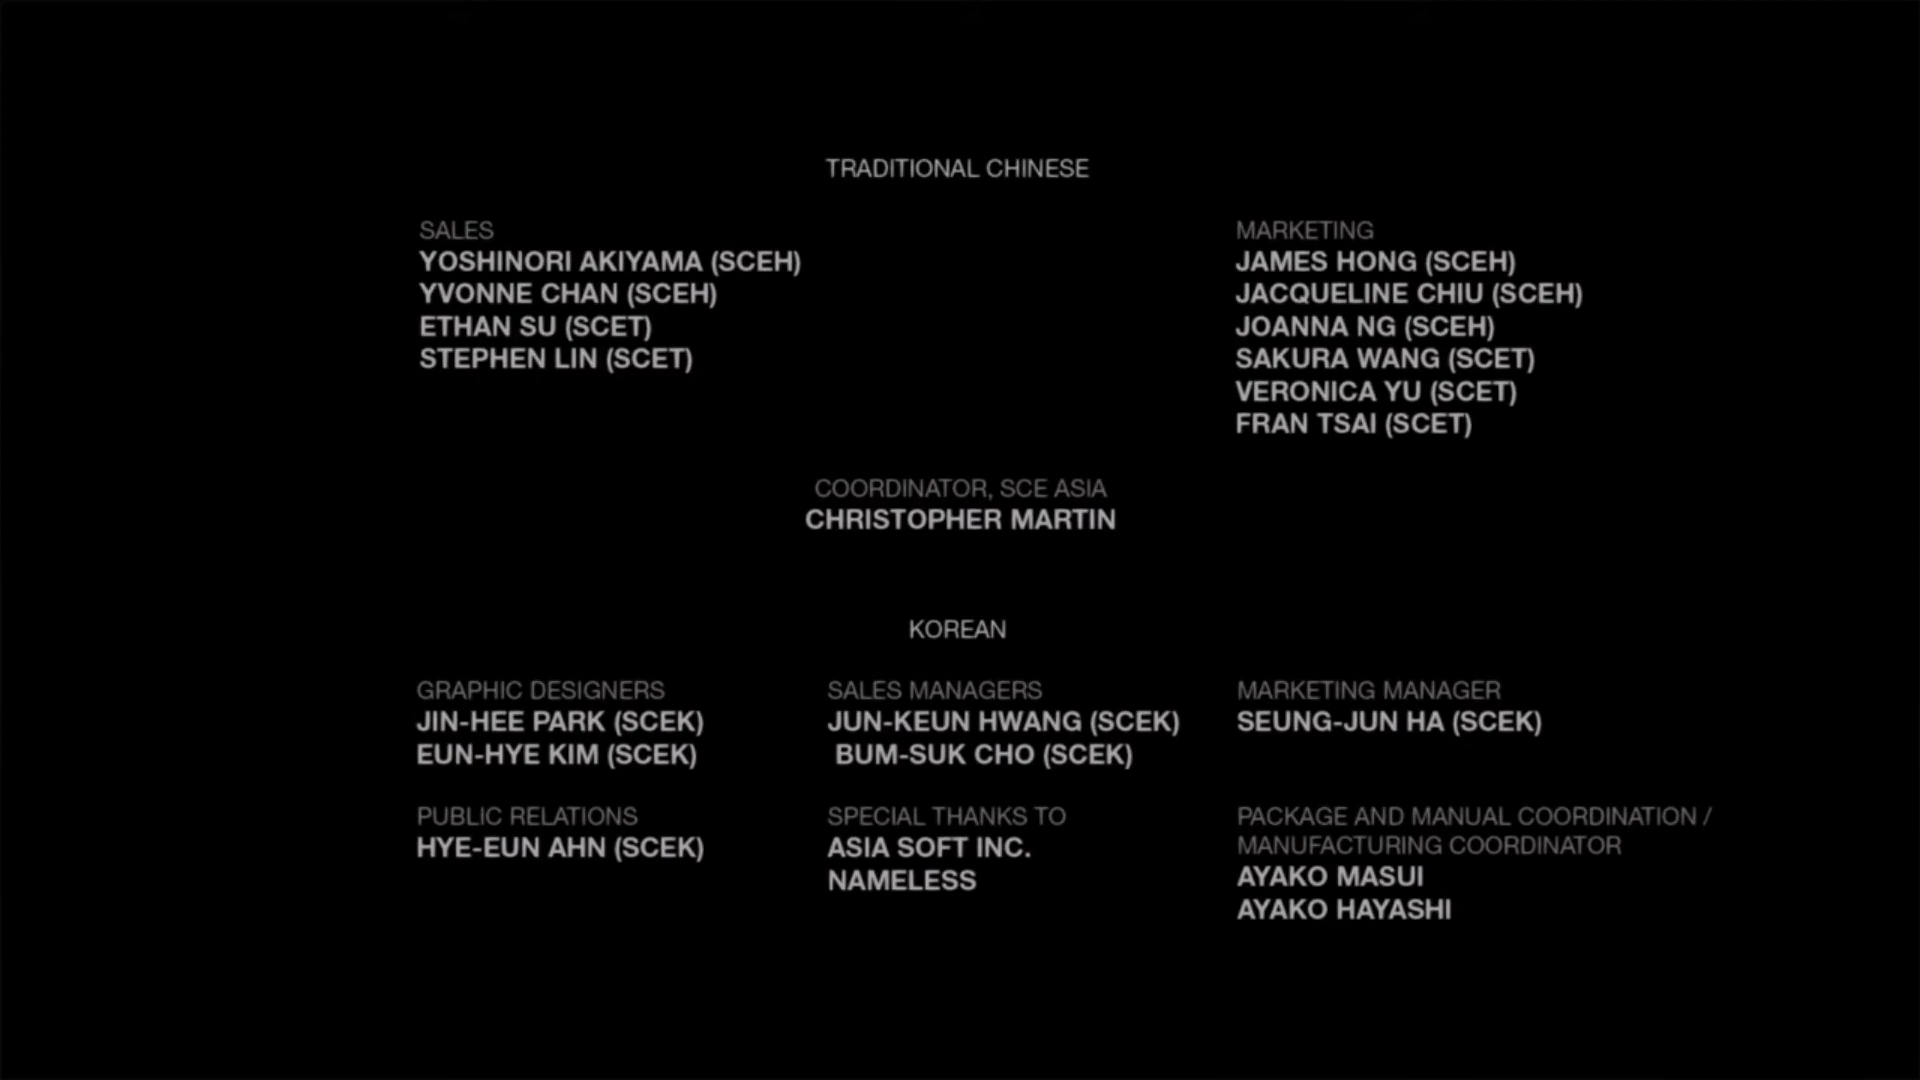 TRADITIONAL CHINESE
SALES
YOSHINORI AKIYAMA (SCEH)
YVONNE CHAN (SCEH)
ETHAN SU (SCET)
STEPHEN LIN (SCET)
MARKETING
JAMES HONG (SCEH)
JACQUELINE CHIU (SCEH)
JOANNA NG (SCEH)
SAKURA WANG (SCET)
VERONICA YU (SCET)
FRAN TSAI (SCET)
COORDINATOR, SCE ASIA
CHRISTOPHER MARTIN
KOREAN
GRAPHIC DESIGNERS
JIN-HEE PARK (SCEK)
EUN-HYE KIM (SCEK)
SALES MANAGERS
JUN-KEUN HWANG (SCEK)
BUM-SUK CHO (SCEK)
MARKETING MANAGER
SEUNG-JUN HA (SCEK)
PUBLIC RELATIONS
HYE-EUN AHN (SCEK)
SPECIAL THANKS TO
ASIA SOFT INC.
NAMELESS
PACKAGE AND MANUAL COORDINATION /
MANUFACTURING COORDINATOR
AYAKO MASUI
AYAKO HAYASHI